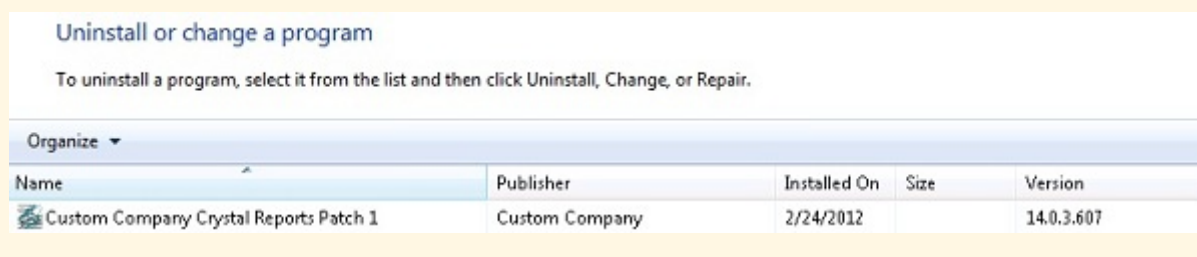 Uninstall or change a program
To uninstall a program, select it from the list and then click Uninstall, Change, or Repair.
Organize
Name Publisher Installed On Size Version
Custom Company Crystal Reports Patch 1 Custom Company 2/24/2012 14.0.3.607